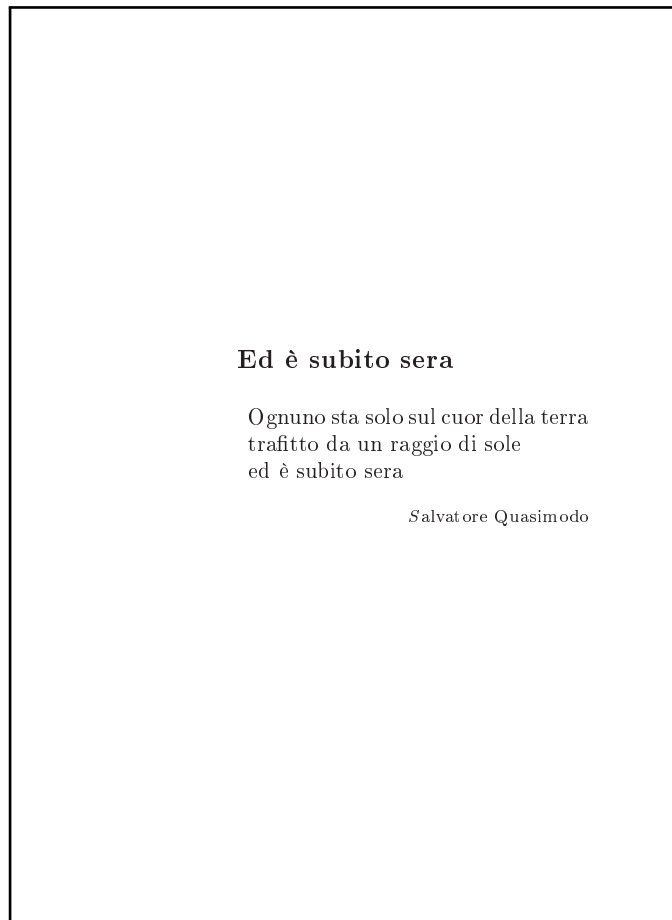 Ed è subito sera
Ognuno sta solo sul cuor della terra
trafitto da un raggio di sole
ed è subito sera
Salvatore Quasimodo